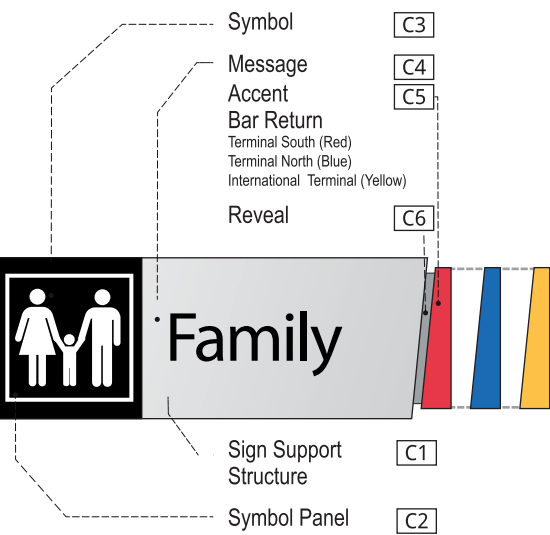 Symbol C3
Message C4
Accent C5
Bar Return
Terminal South (Red)
Terminal North (Blue)
International Terminal (Yellow)
Reveal C6
Family
Sign Support C1
Structure
Symbol Panel C2